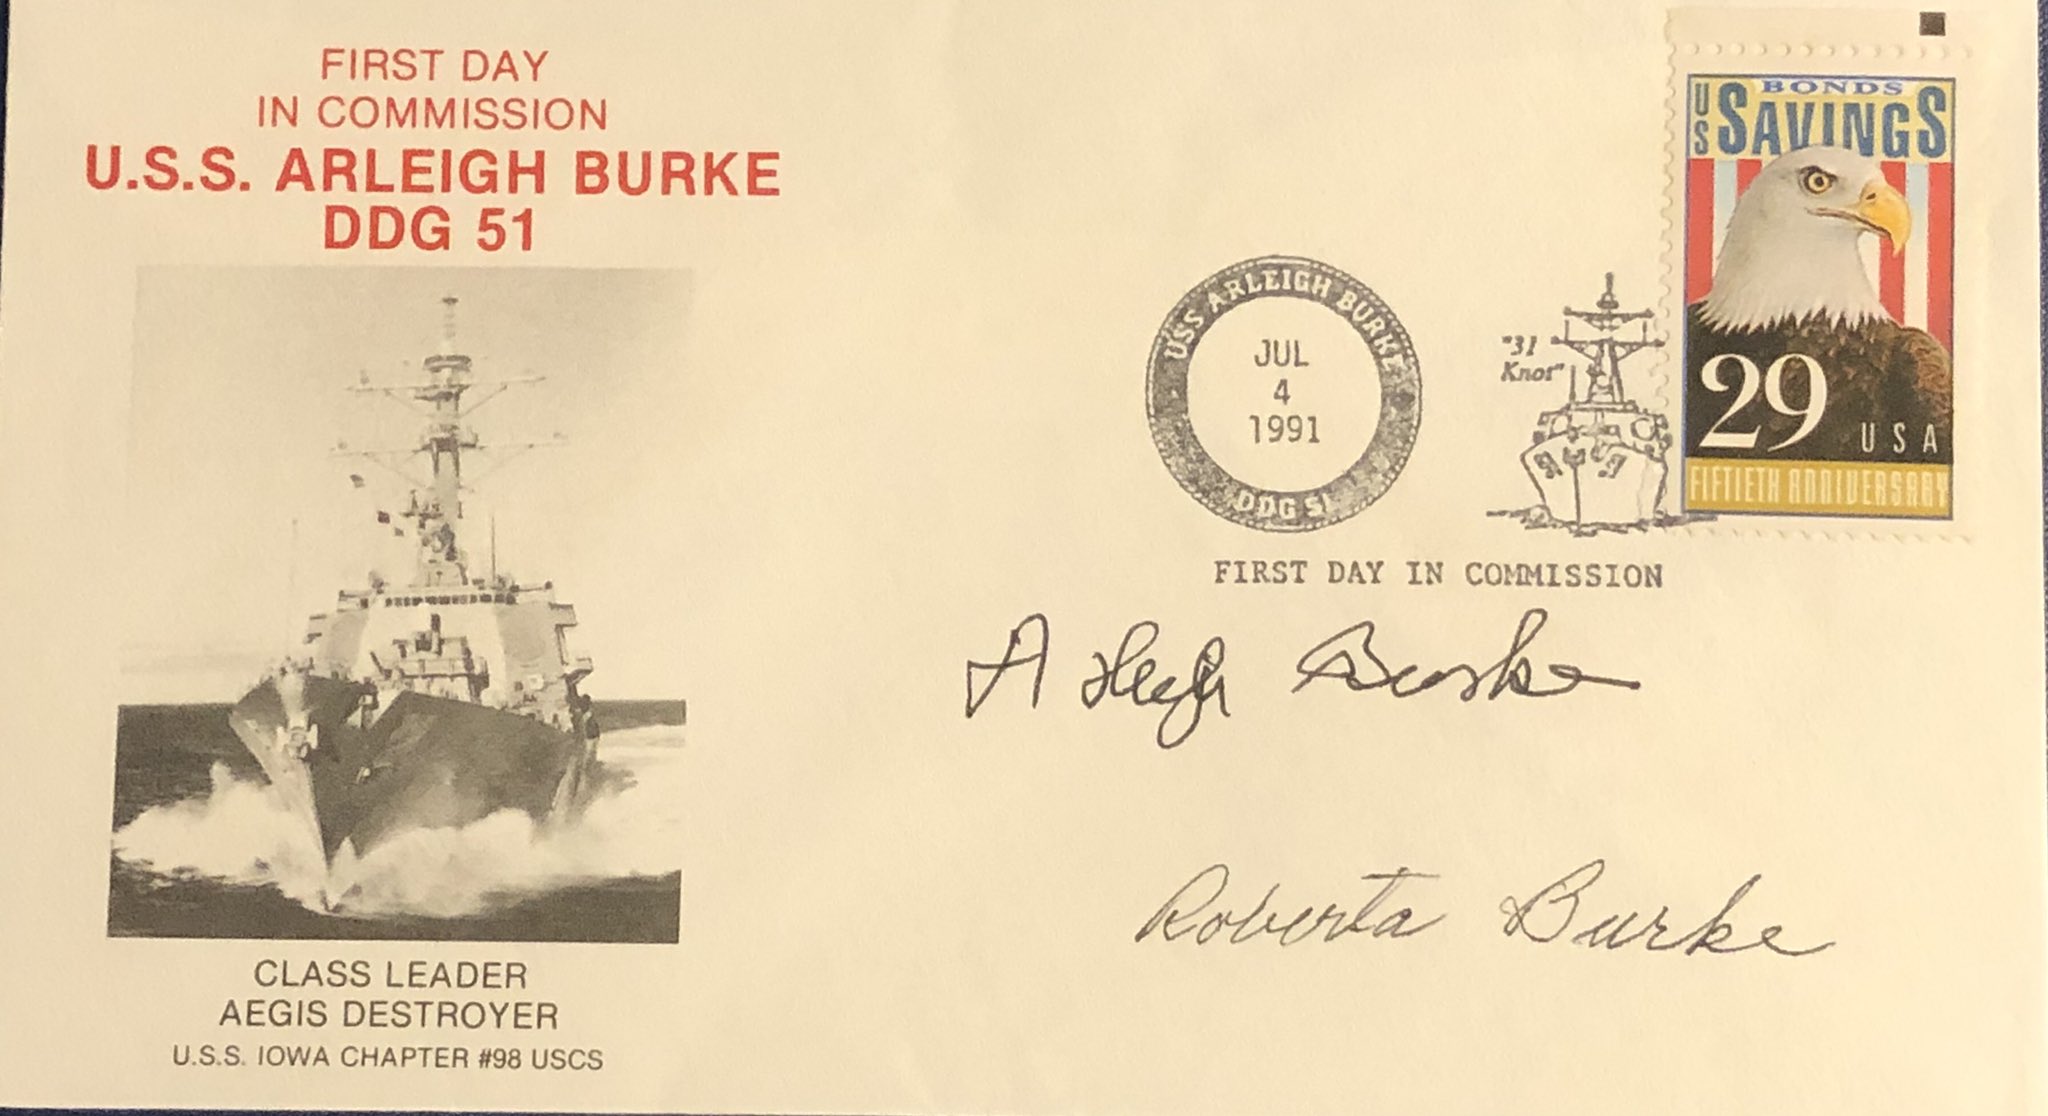 FIRST DAY
IN COMMISSION
U.S.S. ARLEIGH BURKE
DDG 51
CLASS LEADER
AEGIS DESTROYER
U.S.S. IOWA CHAPTER #98 USCS
USS ARLEIGH BURKE
JUL
4
1991
DDG 51
"31
Knot"
51
FIRST DAY IN COMMISSION
US
BONDS
SAVINGS
29
USA
FIFTIETH ANNIVERSARY
Arleigh Burke
Roberta Burke